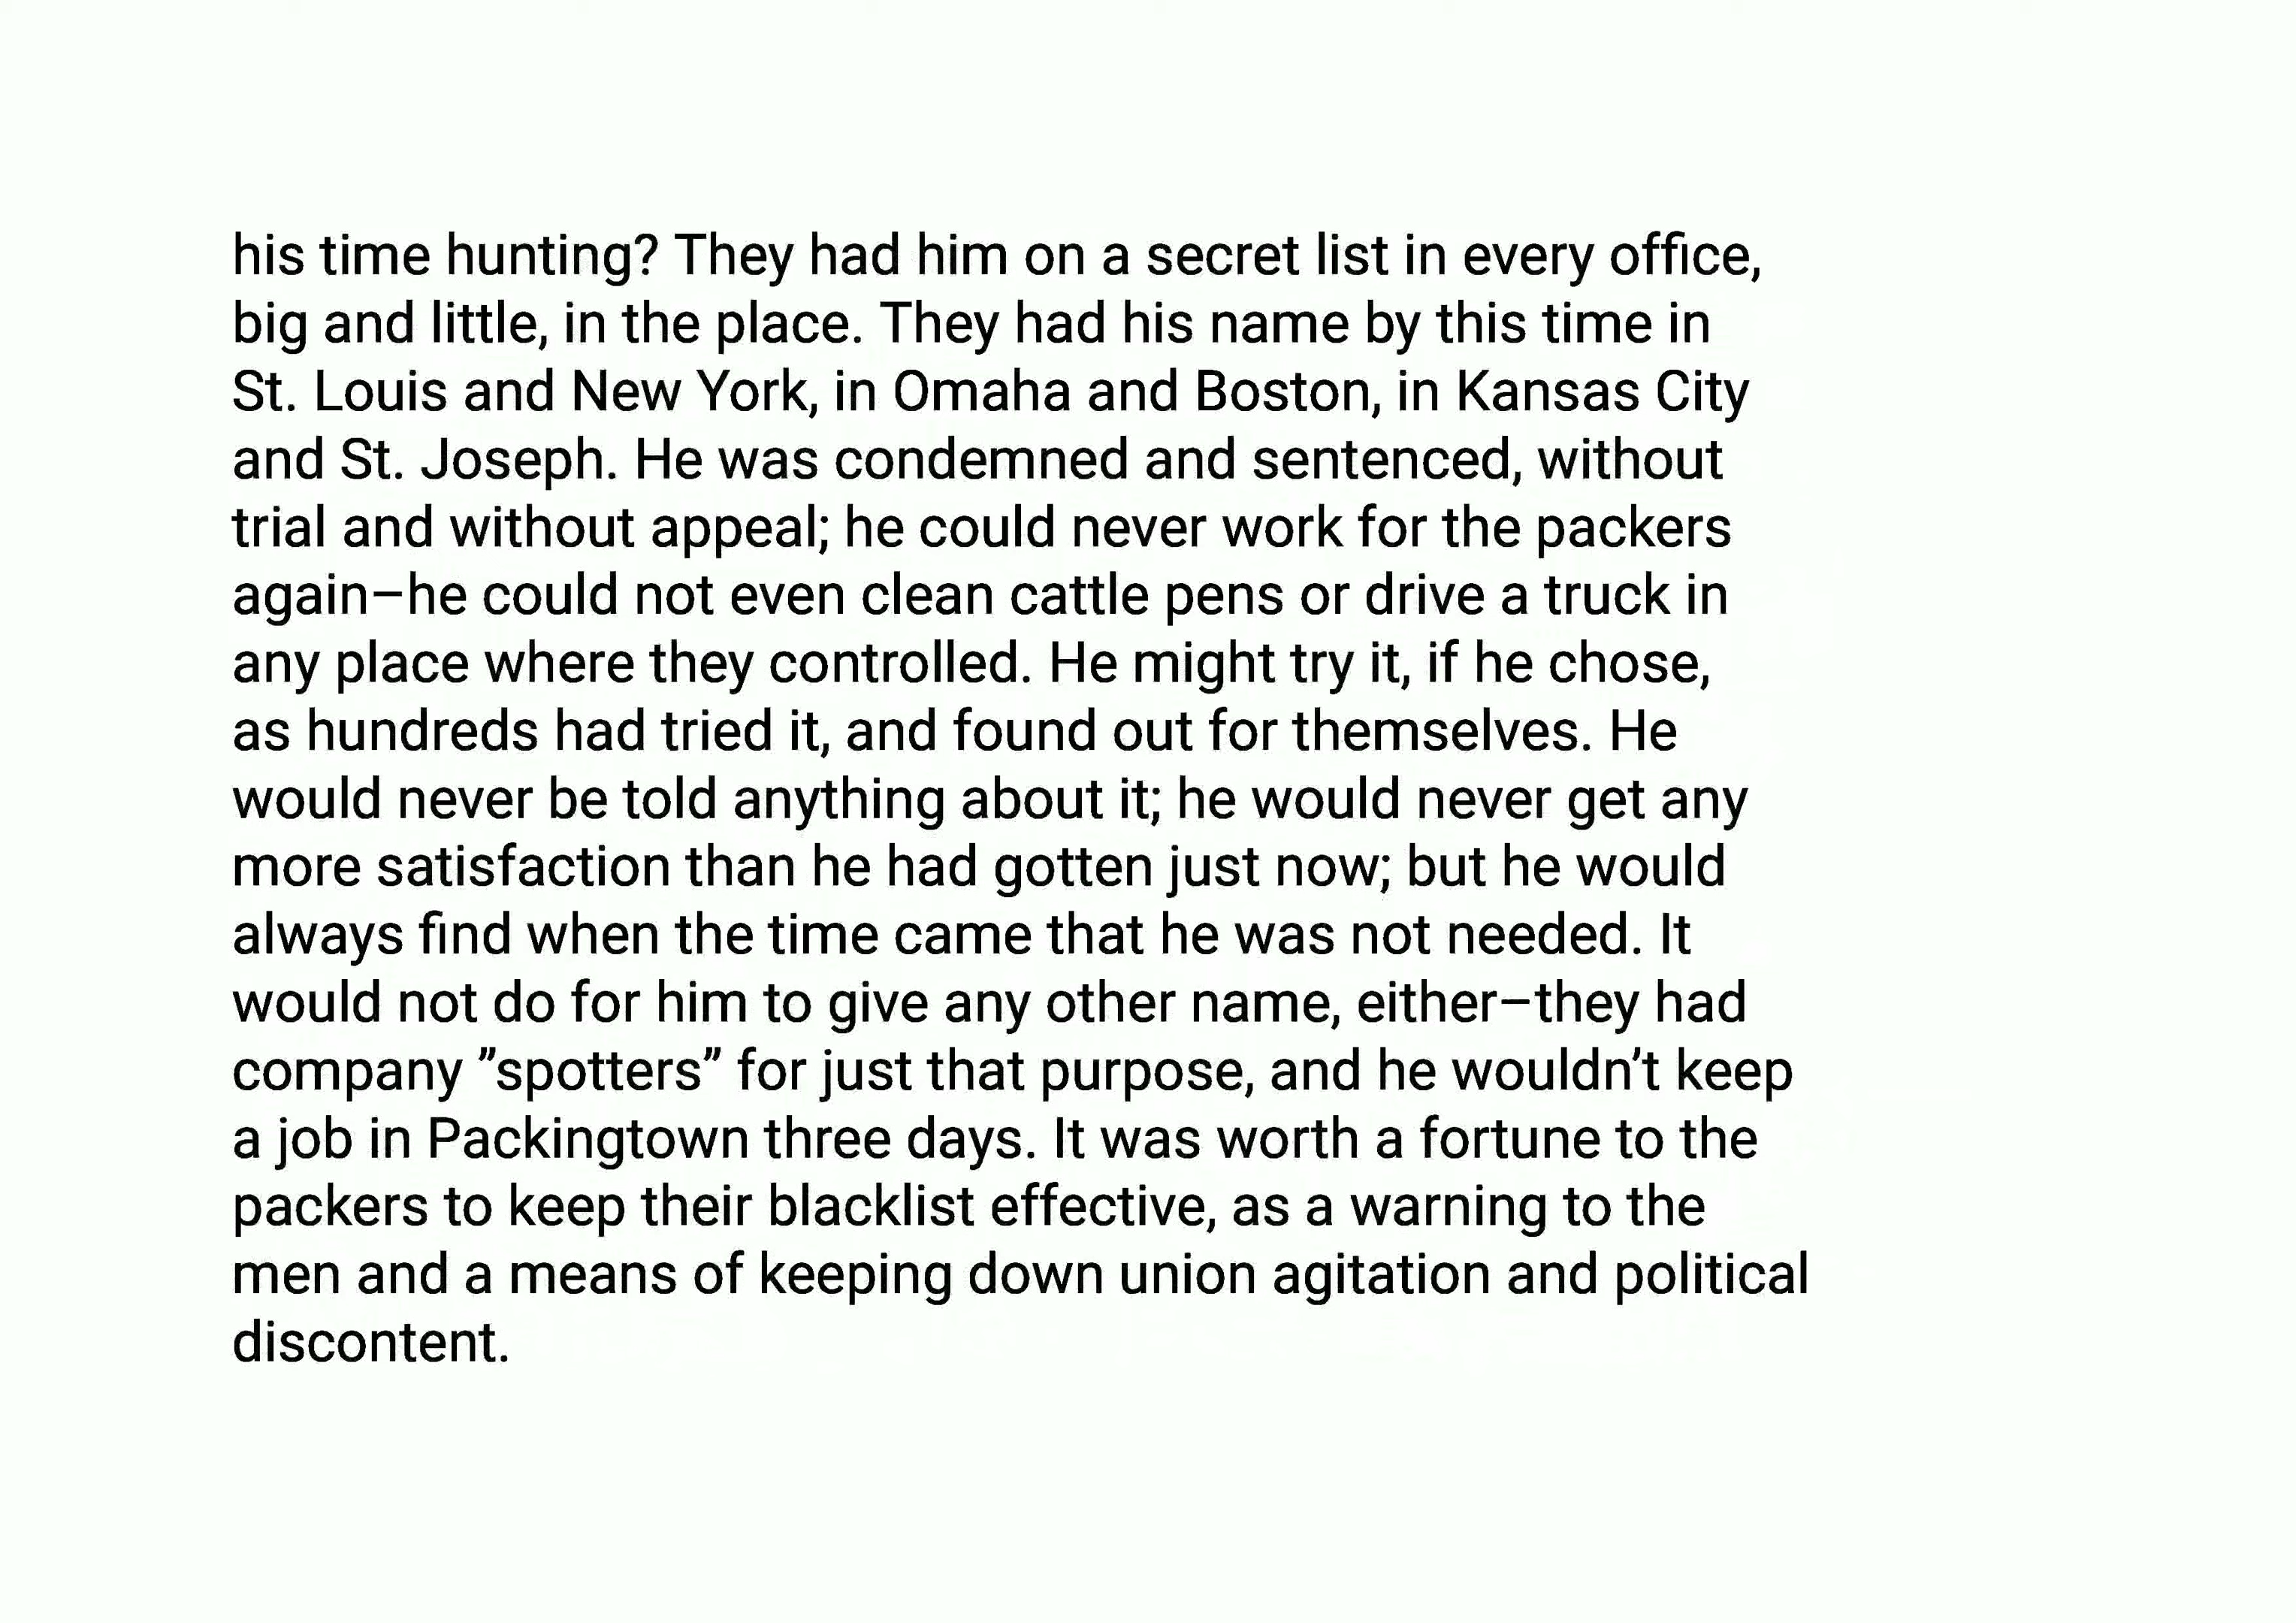 his time hunting? They had him on a secret list in every office,
big and little, in the place. They had his name by this time in
St. Louis and New York, in Omaha and Boston, in Kansas City
and St. Joseph. He was condemned and sentenced, without
trial and without appeal; he could never work for the packers
again–he could not even clean cattle pens or drive a truck in
any place where they controlled. He might try it, if he chose,
as hundreds had tried it, and found out for themselves. He
would never be told anything about it; he would never get any
more satisfaction than he had gotten just now; but he would
always find when the time came that he was not needed. It
would not do for him to give any other name, either–they had
company ”spotters” for just that purpose, and he wouldn’t keep
a job in Packingtown three days. It was worth a fortune to the
packers to keep their blacklist effective, as a warning to the
men and a means of keeping down union agitation and political
discontent.